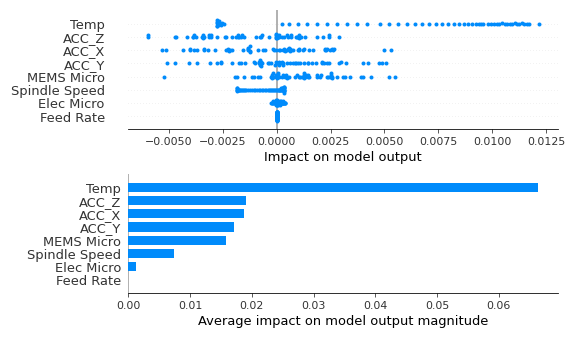 Temp
ACC_Z
ACC_X
ACC_Y
MEMS Micro
Spindle Speed
Elec Micro
Feed Rate
−0.0050 −0.0025 0.0000 0.0025 0.0050 0.0075 0.0100 0.0125
Impact on model output
Temp
ACC_Z
ACC_X
ACC_Y
MEMS Micro
Spindle Speed
Elec Micro
Feed Rate
0.00 0.01 0.02 0.03 0.04 0.05 0.06
Average impact on model output magnitude